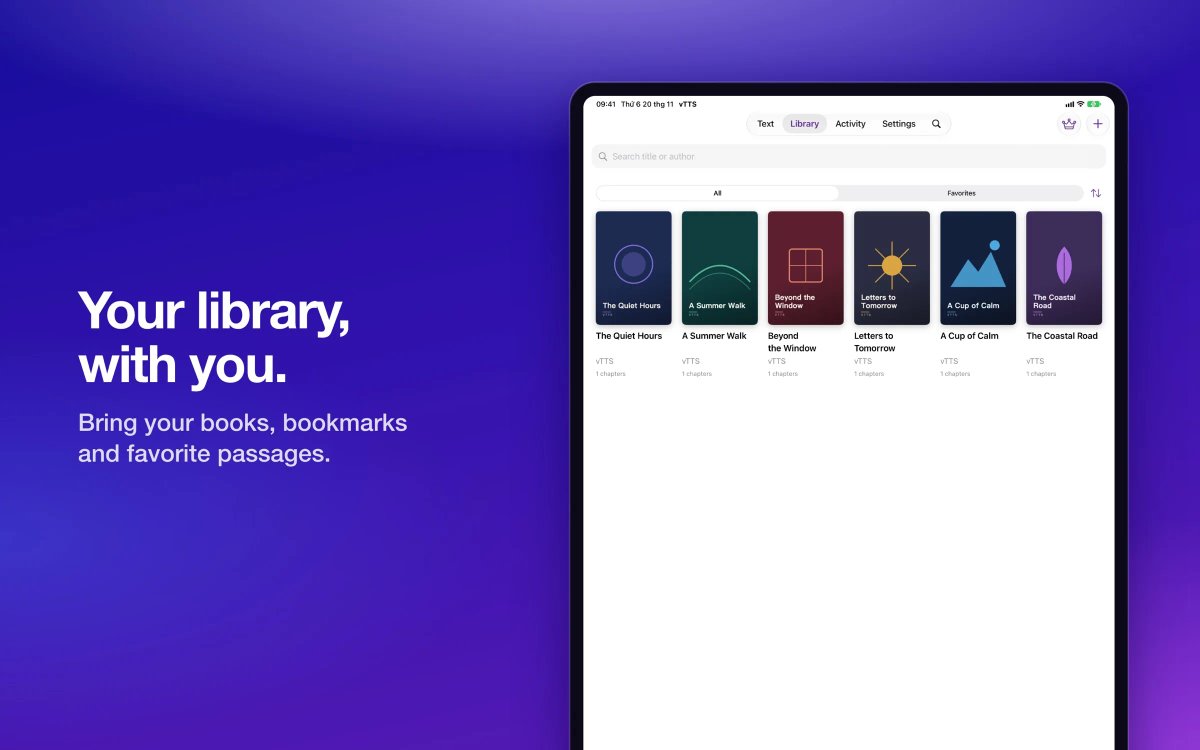 Your library,
with you.
Bring your books, bookmarks
and favorite passages.
09:41 Thứ 6 20 thg 11 vTTS
Text Library Activity Settings
Search title or author
All Favorites
The Quiet Hours
vTTS
A Summer Walk
Beyond the
Window
Letters to
Tomorrow
A Cup of Calm
The Coastal
Road
The Quiet Hours
vTTS
1 chapters
A Summer Walk
vTTS
1 chapters
Beyond
the Window
vTTS
1 chapters
Letters to
Tomorrow
vTTS
1 chapters
A Cup of Calm
vTTS
1 chapters
The Coastal Road
vTTS
1 chapters